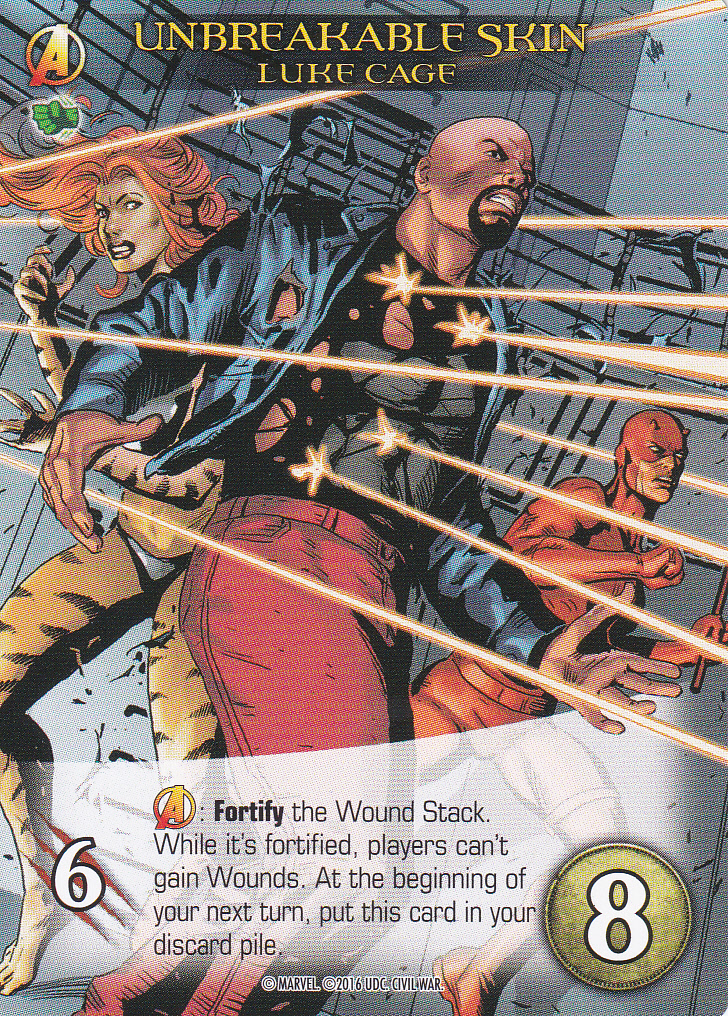 UNBREAKABLE SKIN
LUKE CAGE
: Fortify the Wound Stack.
While it's fortified, players can't
gain Wounds. At the beginning of
your next turn, put this card in your
discard pile.
6
8
© MARVEL ©2016 UDC. CIVIL WAR.